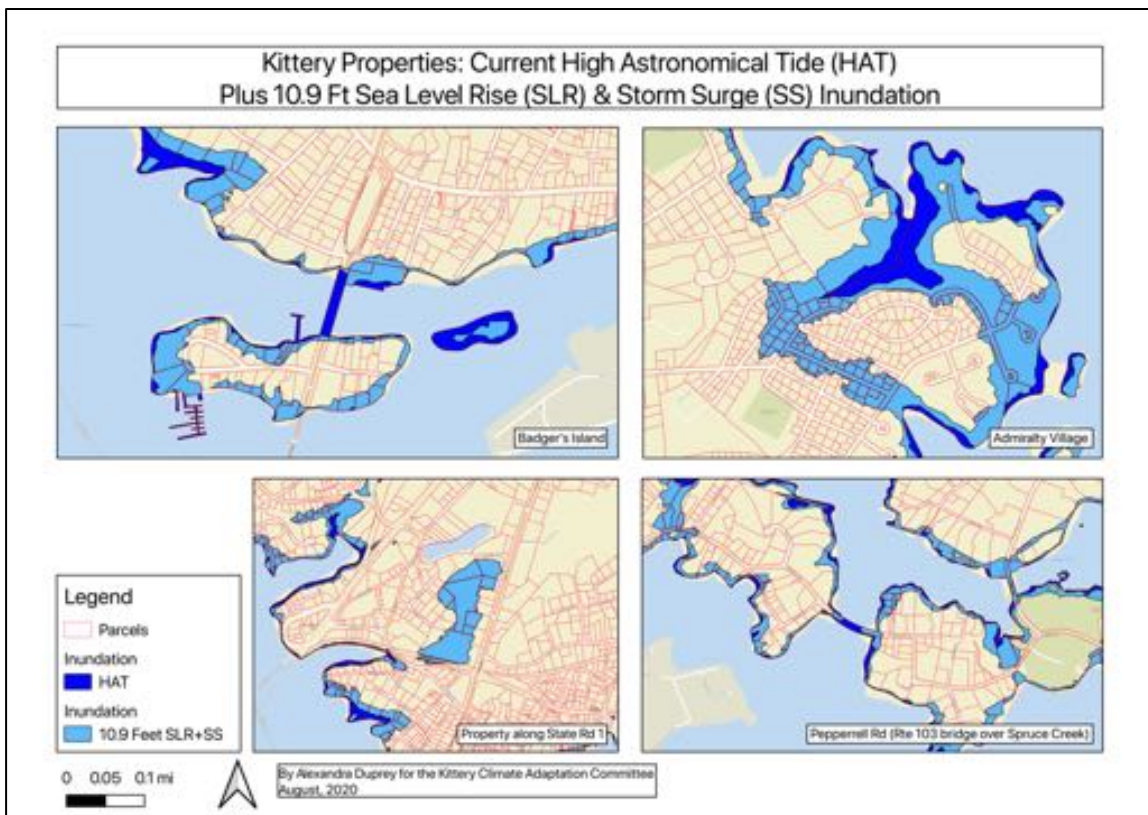 Kittery Properties: Current High Astronomical Tide (HAT)
Plus 10.9 Ft Sea Level Rise (SLR) & Storm Surge (SS) Inundation
Badger's Island
Admiralty Village
Property along State Rd 1
Pepperrell Rd (Rte 103 bridge over Spruce Creek)
Legend
Parcels
Inundation
HAT
Inundation
10.9 Feet SLR+SS
0 0.05 0.1 mi
By Alexandra Duprey for the Kittery Climate Adaptation Committee
August, 2020